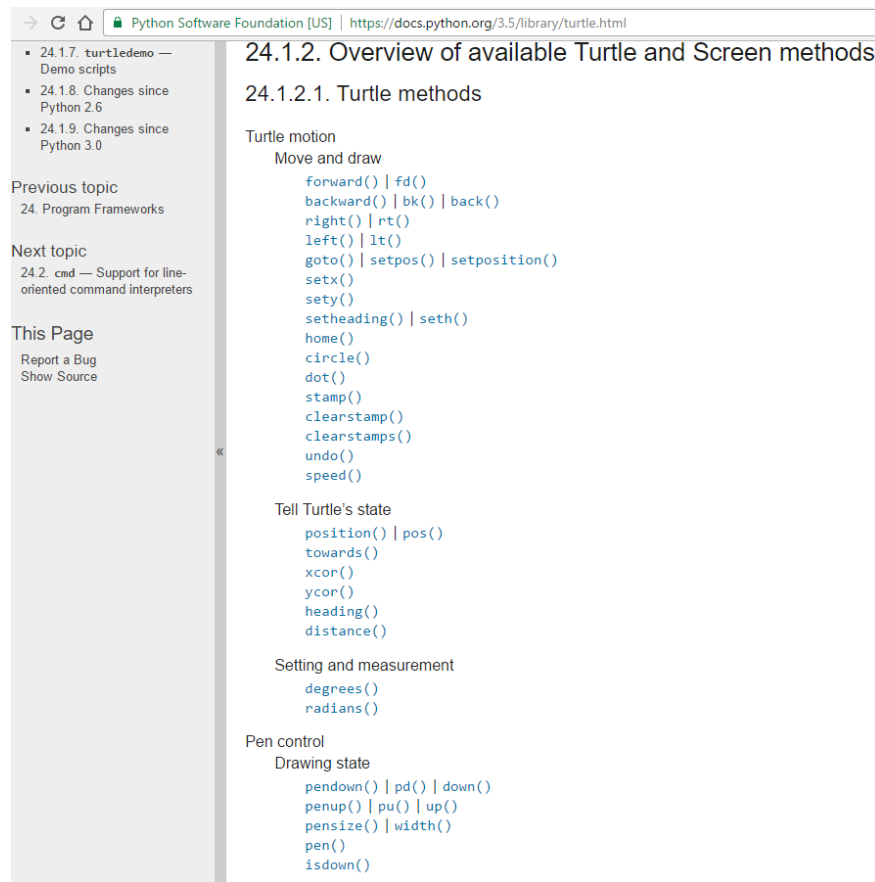 Python Software Foundation [US] | https://docs.python.org/3.5/library/turtle.html
24.1.7. turtledemo —
Demo scripts
24.1.8. Changes since
Python 2.6
24.1.9. Changes since
Python 3.0
Previous topic
24. Program Frameworks
Next topic
24.2. cmd — Support for line-
oriented command interpreters
This Page
Report a Bug
Show Source
«
24.1.2. Overview of available Turtle and Screen methods
24.1.2.1. Turtle methods
Turtle motion
Move and draw
forward() | fd()
backward() | bk() | back()
right() | rt()
left() | lt()
goto() | setpos() | setposition()
setx()
sety()
setheading() | seth()
home()
circle()
dot()
stamp()
clearstamp()
clearstamps()
undo()
speed()
Tell Turtle’s state
position() | pos()
towards()
xcor()
ycor()
heading()
distance()
Setting and measurement
degrees()
radians()
Pen control
Drawing state
pendown() | pd() | down()
penup() | pu() | up()
pensize() | width()
pen()
isdown()